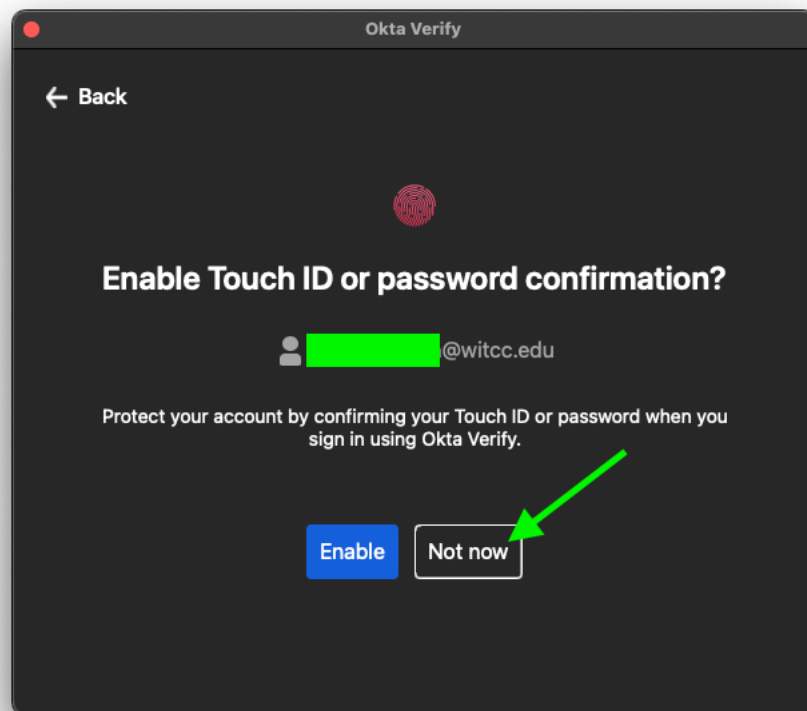 Okta Verify
← Back
Enable Touch ID or password confirmation?
@witcc.edu
Protect your account by confirming your Touch ID or password when you
sign in using Okta Verify.
Enable
Not now